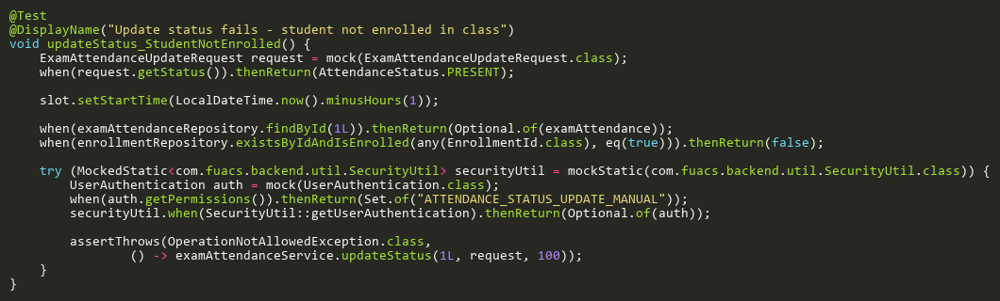 @Test
@DisplayName("Update status fails - student not enrolled in class")
void updateStatus_StudentNotEnrolled() {
    ExamAttendanceUpdateRequest request = mock(ExamAttendanceUpdateRequest.class);
    when(request.getStatus()).thenReturn(AttendanceStatus.PRESENT);

    slot.setStartTime(LocalDateTime.now().minusHours(1));

    when(examAttendanceRepository.findById(1L)).thenReturn(Optional.of(examAttendance));
    when(enrollmentRepository.existsByIdAndIsEnrolled(any(EnrollmentId.class), eq(true))).thenReturn(false);

    try (MockedStatic<com.fuacs.backend.util.SecurityUtil> securityUtil = mockStatic(com.fuacs.backend.util.SecurityUtil.class)) {
        UserAuthentication auth = mock(UserAuthentication.class);
        when(auth.getPermissions()).thenReturn(Set.of("ATTENDANCE_STATUS_UPDATE_MANUAL"));
        securityUtil.when(SecurityUtil::getUserAuthentication).thenReturn(Optional.of(auth));

        assertThrows(OperationNotAllowedException.class,
                () -> examAttendanceService.updateStatus(1L, request, 100));
    }
}